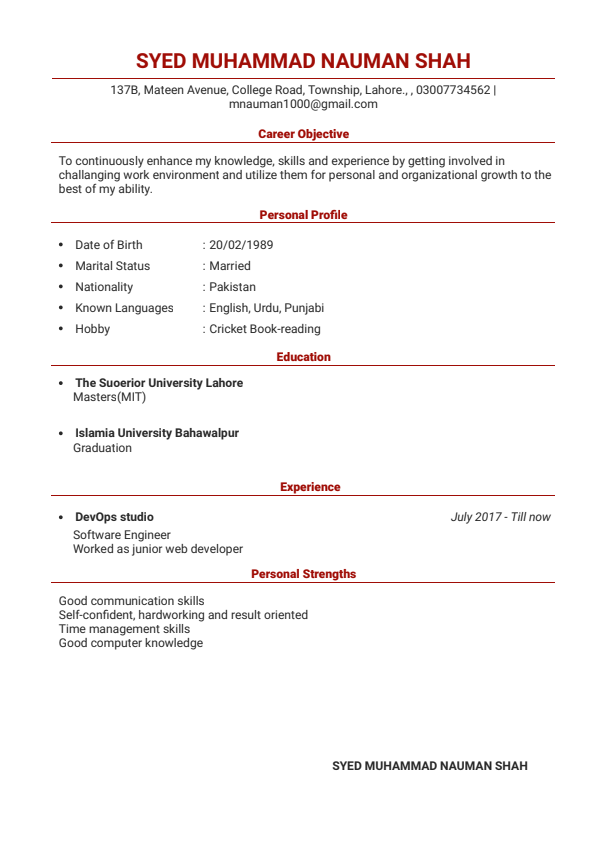 SYED MUHAMMAD NAUMAN SHAH
137B, Mateen Avenue, College Road, Township, Lahore., , 03007734562 |
mnauman1000@gmail.com
Career Objective
To continuously enhance my knowledge, skills and experience by getting involved in
challanging work environment and utilize them for personal and organizational growth to the
best of my ability.
Personal Profile
• Date of Birth : 20/02/1989
• Marital Status : Married
• Nationality : Pakistan
• Known Languages : English, Urdu, Punjabi
• Hobby : Cricket Book-reading
Education
• The Suoerior University Lahore
Masters(MIT)
• Islamia University Bahawalpur
Graduation
Experience
• DevOps studio July 2017 - Till now
Software Engineer
Worked as junior web developer
Personal Strengths
Good communication skills
Self-confident, hardworking and result oriented
Time management skills
Good computer knowledge
SYED MUHAMMAD NAUMAN SHAH